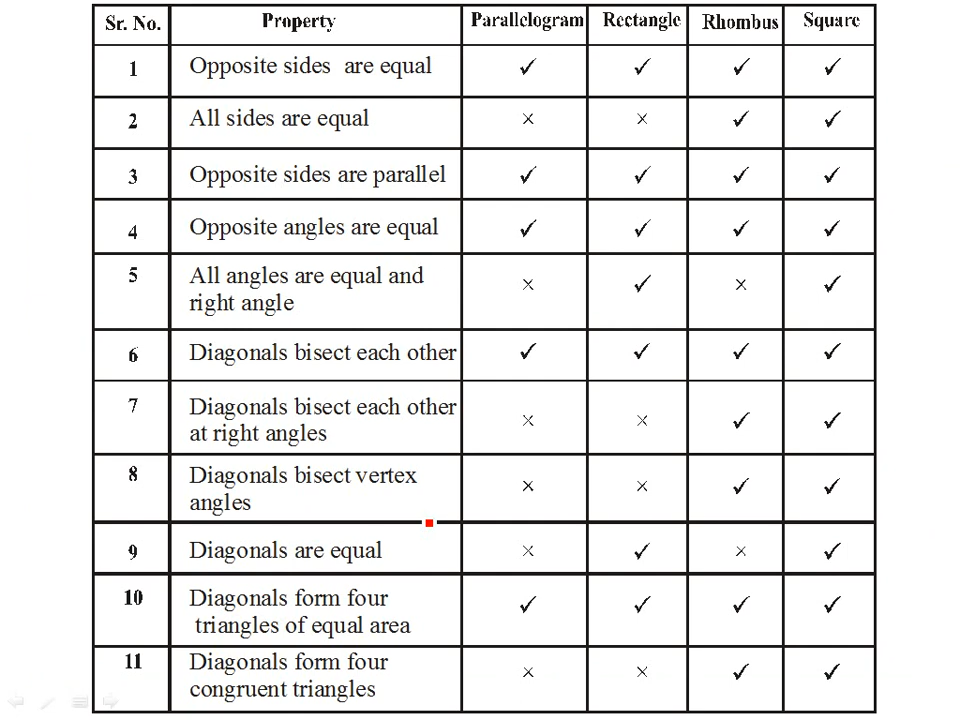 Sr. No. Property Parallelogram Rectangle Rhombus Square
1 Opposite sides are equal ✓ ✓ ✓ ✓
2 All sides are equal × × ✓ ✓
3 Opposite sides are parallel ✓ ✓ ✓ ✓
4 Opposite angles are equal ✓ ✓ ✓ ✓
5 All angles are equal and
right angle × ✓ × ✓
6 Diagonals bisect each other ✓ ✓ ✓ ✓
7 Diagonals bisect each other
at right angles × × ✓ ✓
8 Diagonals bisect vertex
angles × × ✓ ✓
9 Diagonals are equal × ✓ × ✓
10 Diagonals form four
triangles of equal area ✓ ✓ ✓ ✓
11 Diagonals form four
congruent triangles × × ✓ ✓